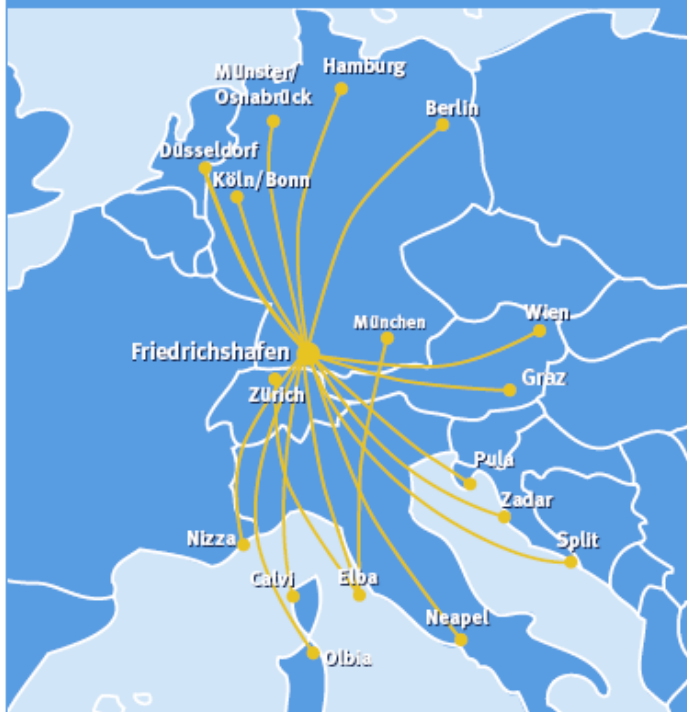 Hamburg
Münster/
Osnabrück
Berlin
Düsseldorf
Köln/Bonn
Wien
München
Friedrichshafen
Graz
Zürich
Pula
Zadar
Nizza
Split
Calvi
Elba
Neapel
Olbia